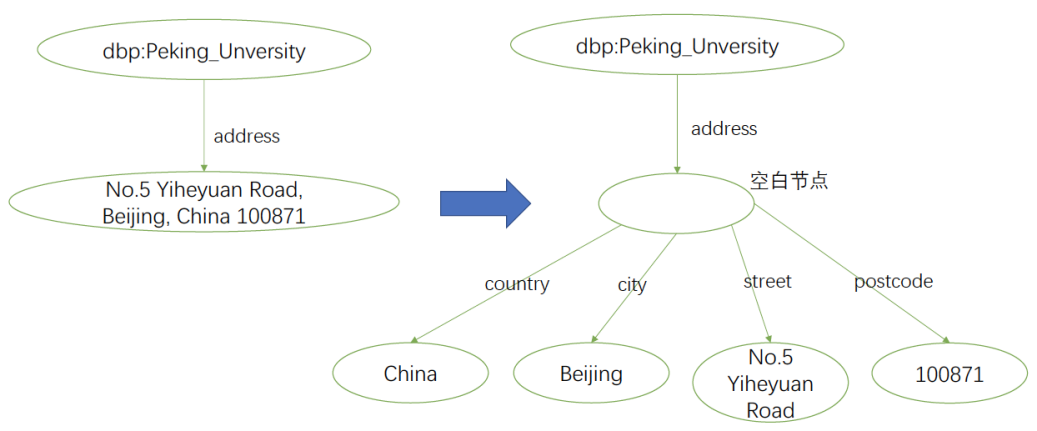 dbp:Peking_Unversity
address
No.5 Yiheyuan Road,
Beijing, China 100871
dbp:Peking_Unversity
address
空白节点
country
city
street
postcode
China
Beijing
No.5
Yiheyuan
Road
100871